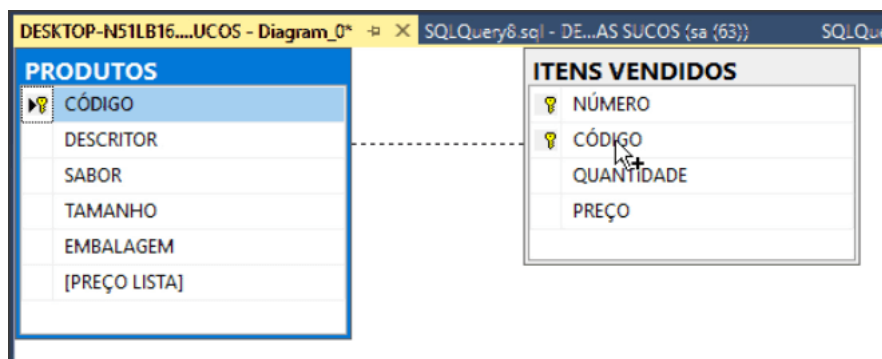 DESKTOP-N51LB16....UCOS - Diagram_0* SQLQuery8.sql - DE...AS SUCOS (sa (63)) SQLQue
PRODUTOS
CÓDIGO
DESCRITOR
SABOR
TAMANHO
EMBALAGEM
[PREÇO LISTA]
ITENS VENDIDOS
NÚMERO
CÓDIGO
QUANTIDADE
PREÇO